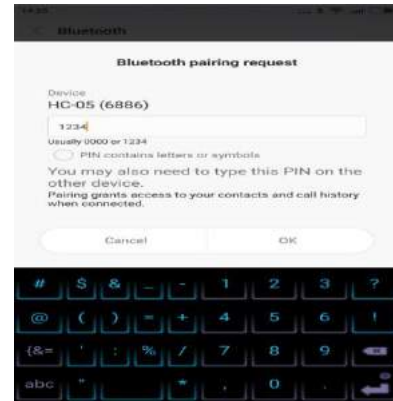 14:35
Bluetooth
Bluetooth pairing request
Device
HC-05 (6886)
1234
Usually 0000 or 1234
PIN contains letters or symbols
You may also need to type this PIN on the
other device.
Pairing grants access to your contacts and call history
when connected.
Cancel OK
# $ & _ - 1 2 3 ?
@ ( ) = + 4 5 6 !
{&= ' : % / 7 8 9
abc " * , 0 .